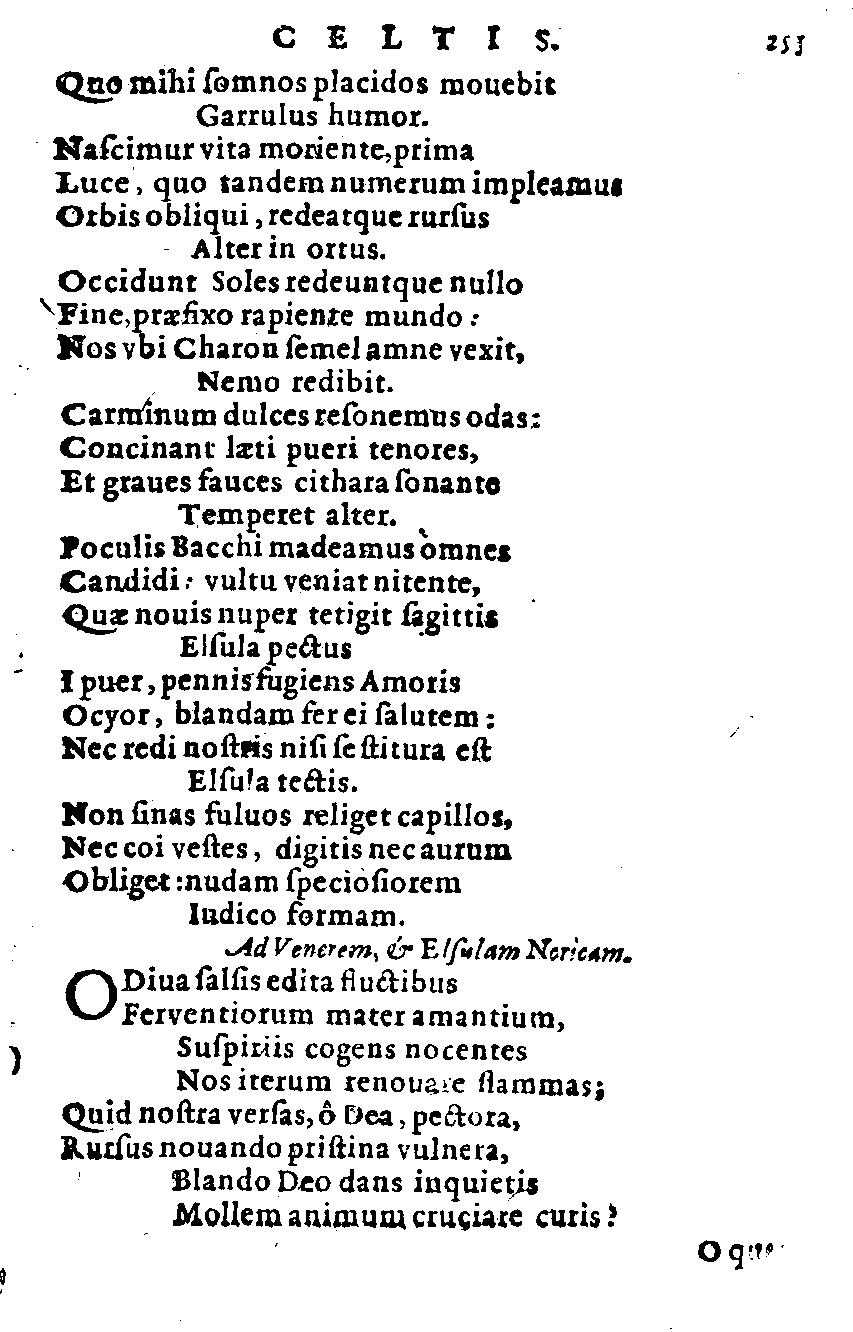 CELTIS. 253
Quo mihi ſomnos placidos mouebit
Garrulus humor.
Naſcimur vita moriente, prima
Luce, quo tandem numerum impleamus
Orbis obliqui, redeatque rurſus
Alter in ortus.
Occidunt Soles redeuntque nullo
Fine, præfixo rapiente mundo:
Nos vbi Charon ſemel amne vexit,
Nemo redibit.
Carminum dulces reſonemus odas:
Concinant læti pueri tenores,
Et graues fauces cithara ſonante
Temperet alter.
Poculis Bacchi madeamus omnes
Candidi: vultu veniat nitente,
Quæ nouis nuper tetigit ſagittis
Elſula pectus
I puer, pennis fugiens Amoris
Ocyor, blandam fer ei ſalutem:
Nec redi noſtris niſi ſe ſtitura eſt
Elſula tectis.
Non ſinas fuluos religet capillos,
Nec coi veſtes, digitis nec aurum
Obliget: nudam ſpecioſiorem
Iudico formam.
Ad Venerem, & Elſulam Noricam.
O Diua ſalſis edita fluctibus
Ferventiorum mater amantium,
Suſpiriis cogens nocentes
Nos iterum renouare flammas;
Quid noſtra verſas, ô Dea, pectora,
Rurſus nouando priſtina vulnera,
Blando Deo dans inquietis
Mollem animum cruciare curis?
O